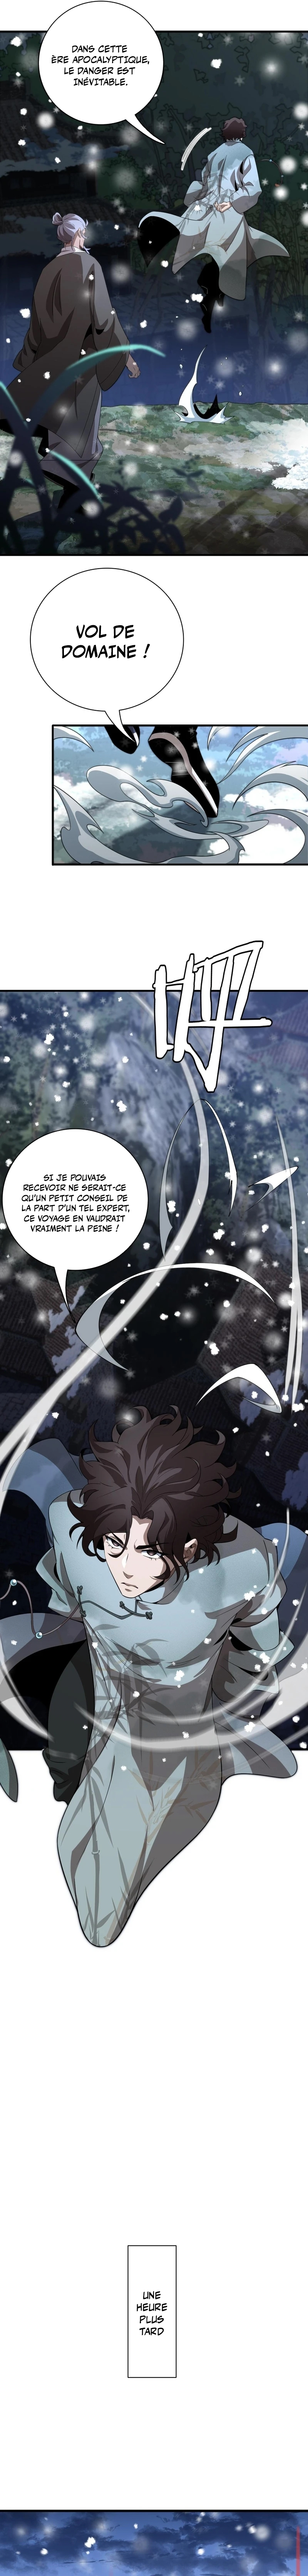 DANS CETTE
ÈRE APOCALYPTIQUE,
LE DANGER EST
INÉVITABLE.
VOL DE
DOMAINE !
SI JE POUVAIS
RECEVOIR NE SERAIT-CE
QU'UN PETIT CONSEIL DE
LA PART D'UN TEL EXPERT,
CE VOYAGE EN VAUDRAIT
VRAIMENT LA PEINE !
UNE
HEURE
PLUS
TARD